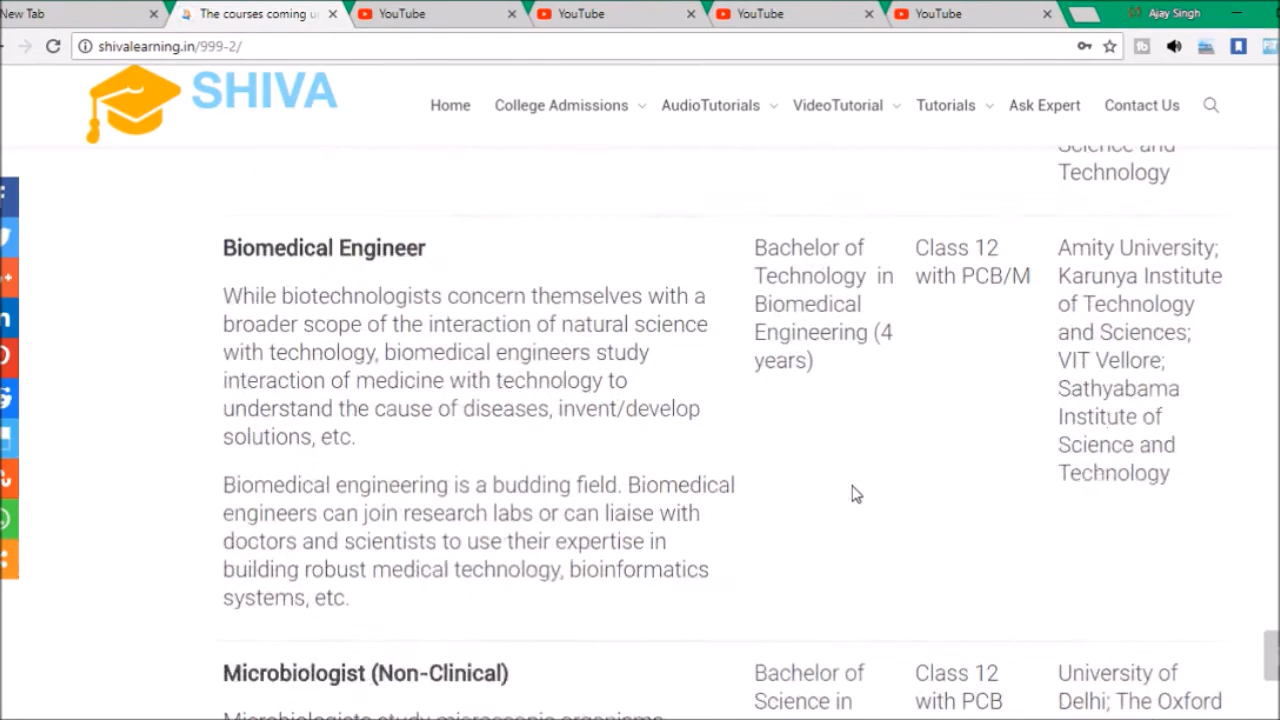 New Tab
The courses coming u
YouTube
YouTube
YouTube
YouTube
Ajay Singh
shivalearning.in/999-2/
SHIVA
Home
College Admissions
AudioTutorials
VideoTutorial
Tutorials
Ask Expert
Contact Us
Science and
Technology
Biomedical Engineer
While biotechnologists concern themselves with a
broader scope of the interaction of natural science
with technology, biomedical engineers study
interaction of medicine with technology to
understand the cause of diseases, invent/develop
solutions, etc.
Biomedical engineering is a budding field. Biomedical
engineers can join research labs or can liaise with
doctors and scientists to use their expertise in
building robust medical technology, bioinformatics
systems, etc.
Bachelor of
Technology in
Biomedical
Engineering (4
years)
Class 12
with PCB/M
Amity University;
Karunya Institute
of Technology
and Sciences;
VIT Vellore;
Sathyabama
Institute of
Science and
Technology
Microbiologist (Non-Clinical)
Microbiologists study microscopic organisms
Bachelor of
Science in
Class 12
with PCB
University of
Delhi; The Oxford